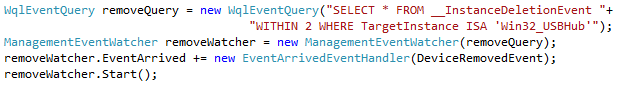 WqlEventQuery removeQuery = new WqlEventQuery("SELECT * FROM __InstanceDeletionEvent "+
"WITHIN 2 WHERE TargetInstance ISA 'Win32_USBHub'");
ManagementEventWatcher removeWatcher = new ManagementEventWatcher(removeQuery);
removeWatcher.EventArrived += new EventArrivedEventHandler(DeviceRemovedEvent);
removeWatcher.Start();